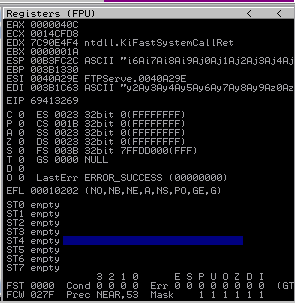 Registers (FPU) < <
EAX 0000040C
ECX 0014CFD8
EDX 7C90E4F4 ntdll.KiFastSystemCallRet
EBX 0000001A
ESP 00B3FC2C ASCII "i6Ai7Ai8Ai9Aj0Aj1Aj2Aj3Aj4Aj
EBP 003B1330
ESI 0040A29E FTPServe.0040A29E
EDI 003B1C63 ASCII "y2Ay3Ay4Ay5Ay6Ay7Ay8Ay9Az0Az
EIP 69413269
C 0 ES 0023 32bit 0(FFFFFFFF)
P 0 CS 001B 32bit 0(FFFFFFFF)
A 0 SS 0023 32bit 0(FFFFFFFF)
Z 0 DS 0023 32bit 0(FFFFFFFF)
S 0 FS 003B 32bit 7FFDD000(FFF)
T 0 GS 0000 NULL
D 0
O 0 LastErr ERROR_SUCCESS (00000000)
EFL 00010202 (NO,NB,NE,A,NS,PO,GE,G)
ST0 empty
ST1 empty
ST2 empty
ST3 empty
ST4 empty
ST5 empty
ST6 empty
ST7 empty
3 2 1 0 E S P U O Z D I
FST 0000 Cond 0 0 0 0 Err 0 0 0 0 0 0 0 0 (GT
FCW 027F Prec NEAR,53 Mask 1 1 1 1 1 1